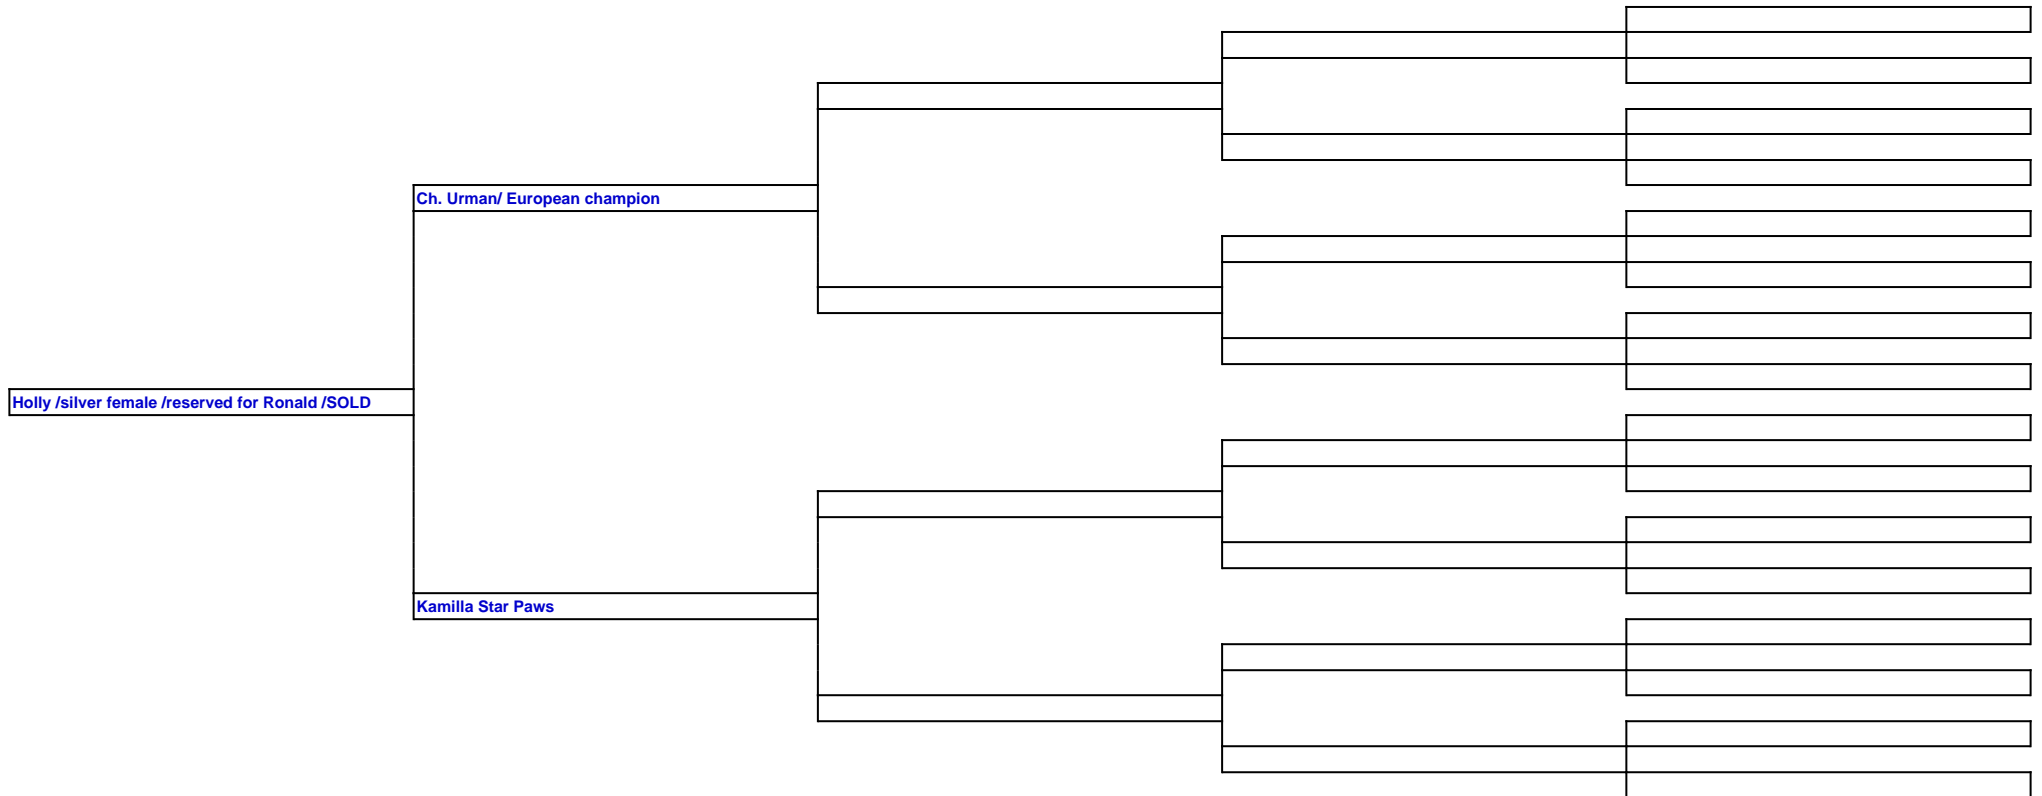 Ch. Urman/ European champion
Holly /silver female /reserved for Ronald /SOLD
Kamilla Star Paws